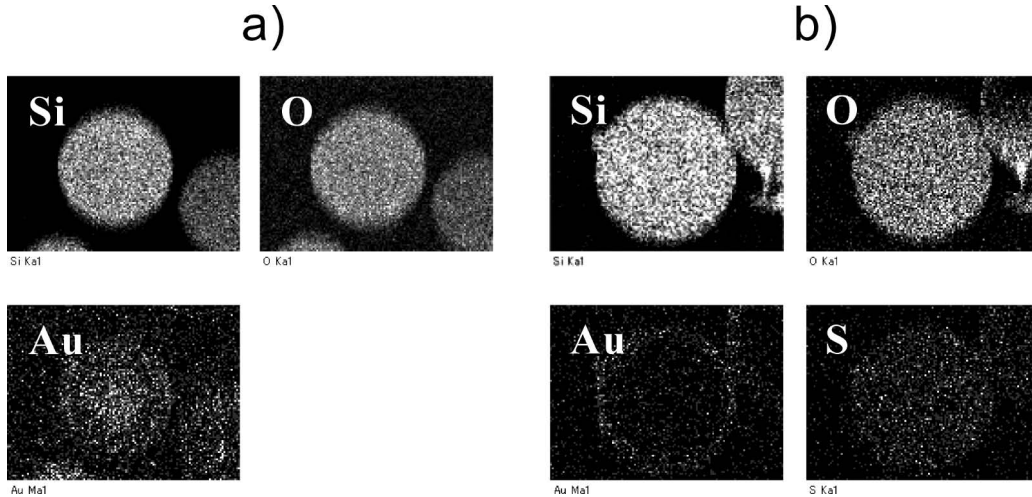 a)
b)
Si
O
Si
O
Si Ka1
O Ka1
Si Ka1
O Ka1
Au
Au
S
Au Ma1
Au Ma1
S Ka1